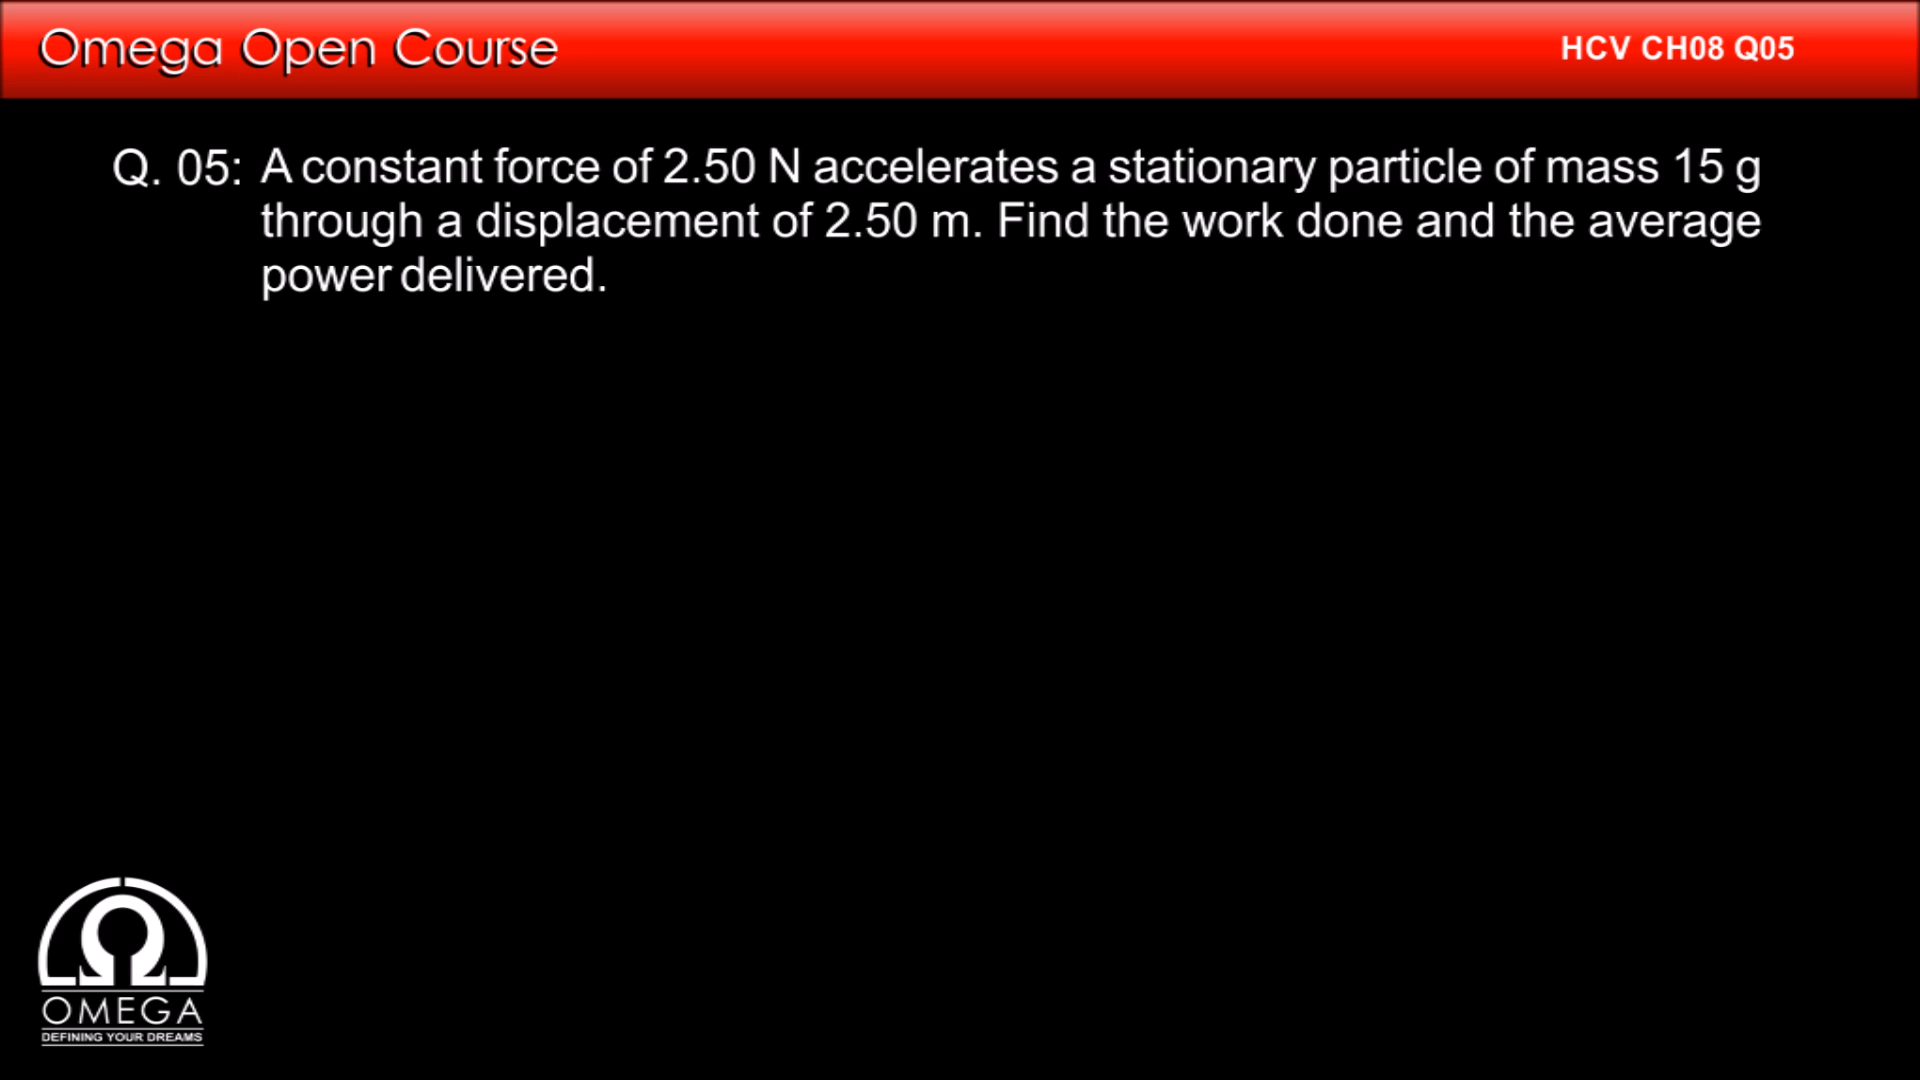 Omega Open Course
HCV CH08 Q05
Q. 05: A constant force of 2.50 N accelerates a stationary particle of mass 15 g
through a displacement of 2.50 m. Find the work done and the average
power delivered.
OMEGA
DEFINING YOUR DREAMS